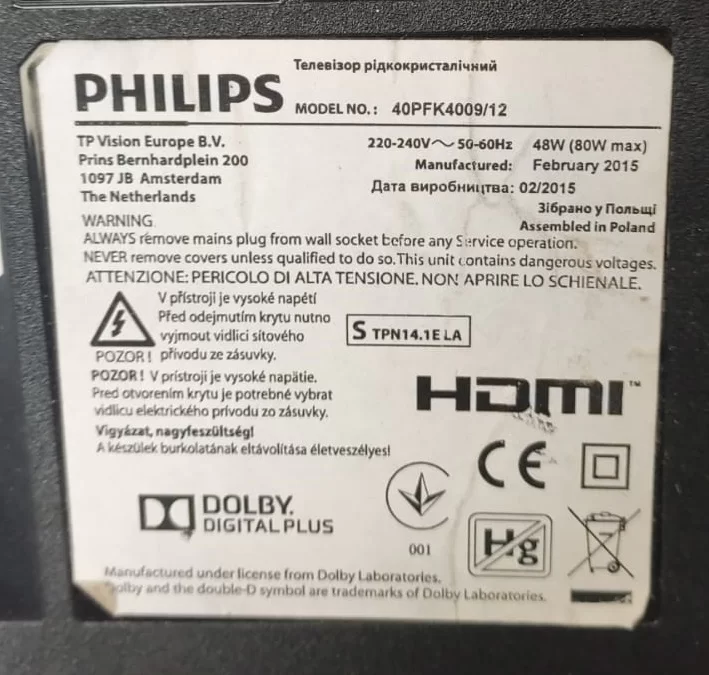 Телевізор рідкокристалічний
PHILIPS MODEL NO.: 40PFK4009/12
TP Vision Europe B.V.
Prins Bernhardplein 200
1097 JB Amsterdam
The Netherlands
220-240V~ 50-60Hz 48W (80W max)
Manufactured: February 2015
Дата виробництва: 02/2015
Зібрано у Польщі
Assembled in Poland
WARNING
ALWAYS remove mains plug from wall socket before any Service operation.
NEVER remove covers unless qualified to do so. This unit contains dangerous voltages.
ATTENZIONE: PERICOLO DI ALTA TENSIONE. NON APRIRE LO SCHIENALE.
V přístroji je vysoké napětí
Před odejmutím krytu nutno
vyjmout vidlici síťového
POZOR! přívodu ze zásuvky.
S TPN14.1E LA
POZOR! V prístroji je vysoké napätie.
Pred otvorením krytu je potrebné vybrat
vidlicu elektrického prívodu zo zásuvky.
Vigyázat, nagyfeszültség!
A készülek burkolatának eltávolítása életveszélyes!
HDMI™
CE
DOLBY.
DIGITAL PLUS
001
Hg
Manufactured under license from Dolby Laboratories.
Dolby and the double-D symbol are trademarks of Dolby Laboratories.